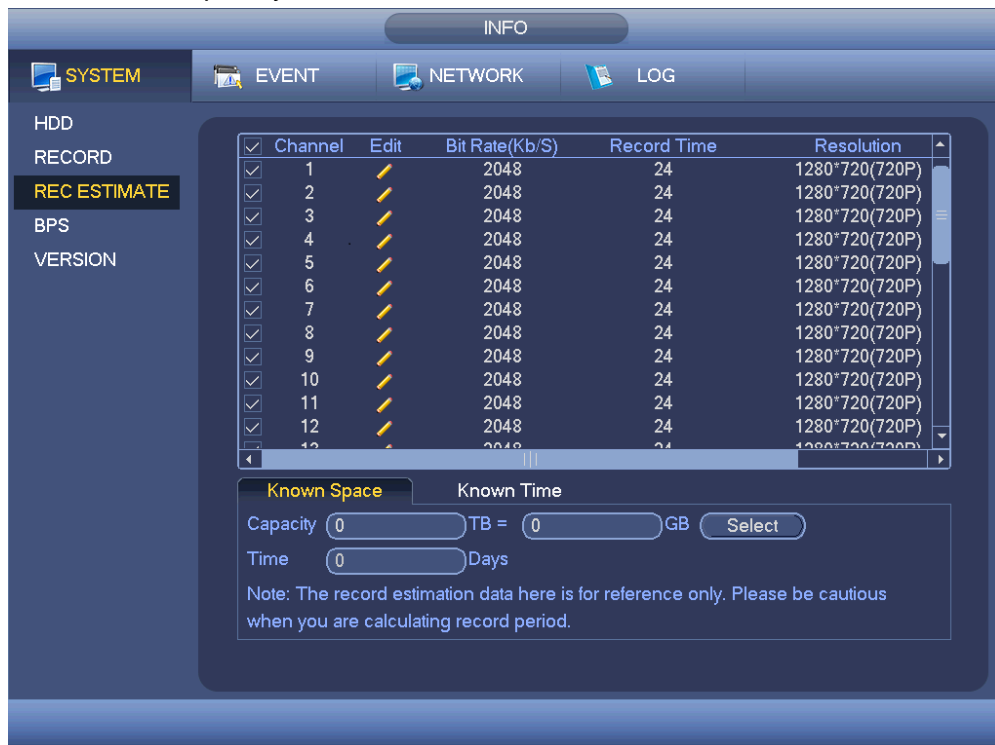 INFO
SYSTEM EVENT NETWORK LOG
HDD
RECORD
REC ESTIMATE
BPS
VERSION
Channel Edit Bit Rate(Kb/S) Record Time Resolution
1 2048 24 1280*720(720P)
2 2048 24 1280*720(720P)
3 2048 24 1280*720(720P)
4 2048 24 1280*720(720P)
5 2048 24 1280*720(720P)
6 2048 24 1280*720(720P)
7 2048 24 1280*720(720P)
8 2048 24 1280*720(720P)
9 2048 24 1280*720(720P)
10 2048 24 1280*720(720P)
11 2048 24 1280*720(720P)
12 2048 24 1280*720(720P)
13 2048 24 1280*720(720P)
Known Space Known Time
Capacity 0 TB = 0 GB Select
Time 0 Days
Note: The record estimation data here is for reference only. Please be cautious
when you are calculating record period.